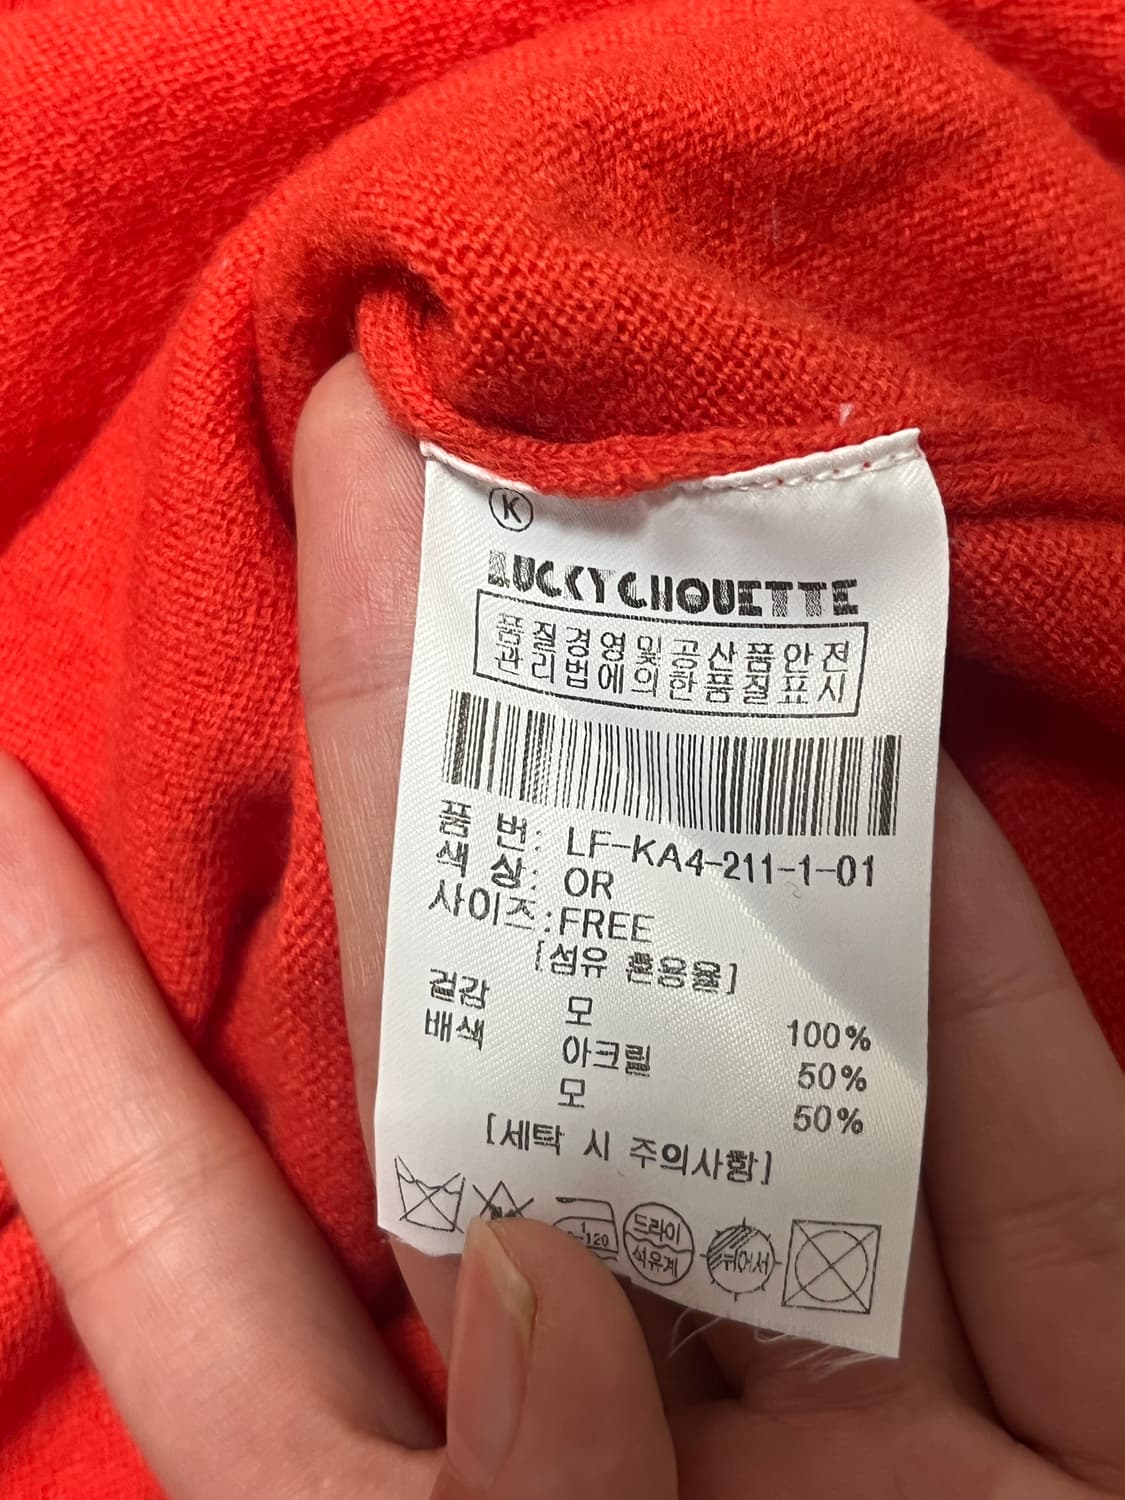 K
LUCKYCHOUETTE
품질경영및공산품안전
관리법에의한품질표시
품 번: LF-KA4-211-1-01
색 상: OR
사이즈:FREE
[섬유 혼용율]
겉감 모 100%
배색 아크릴 50%
모 50%
[세탁 시 주의사항]
120
드라이
석유계
뉘어서